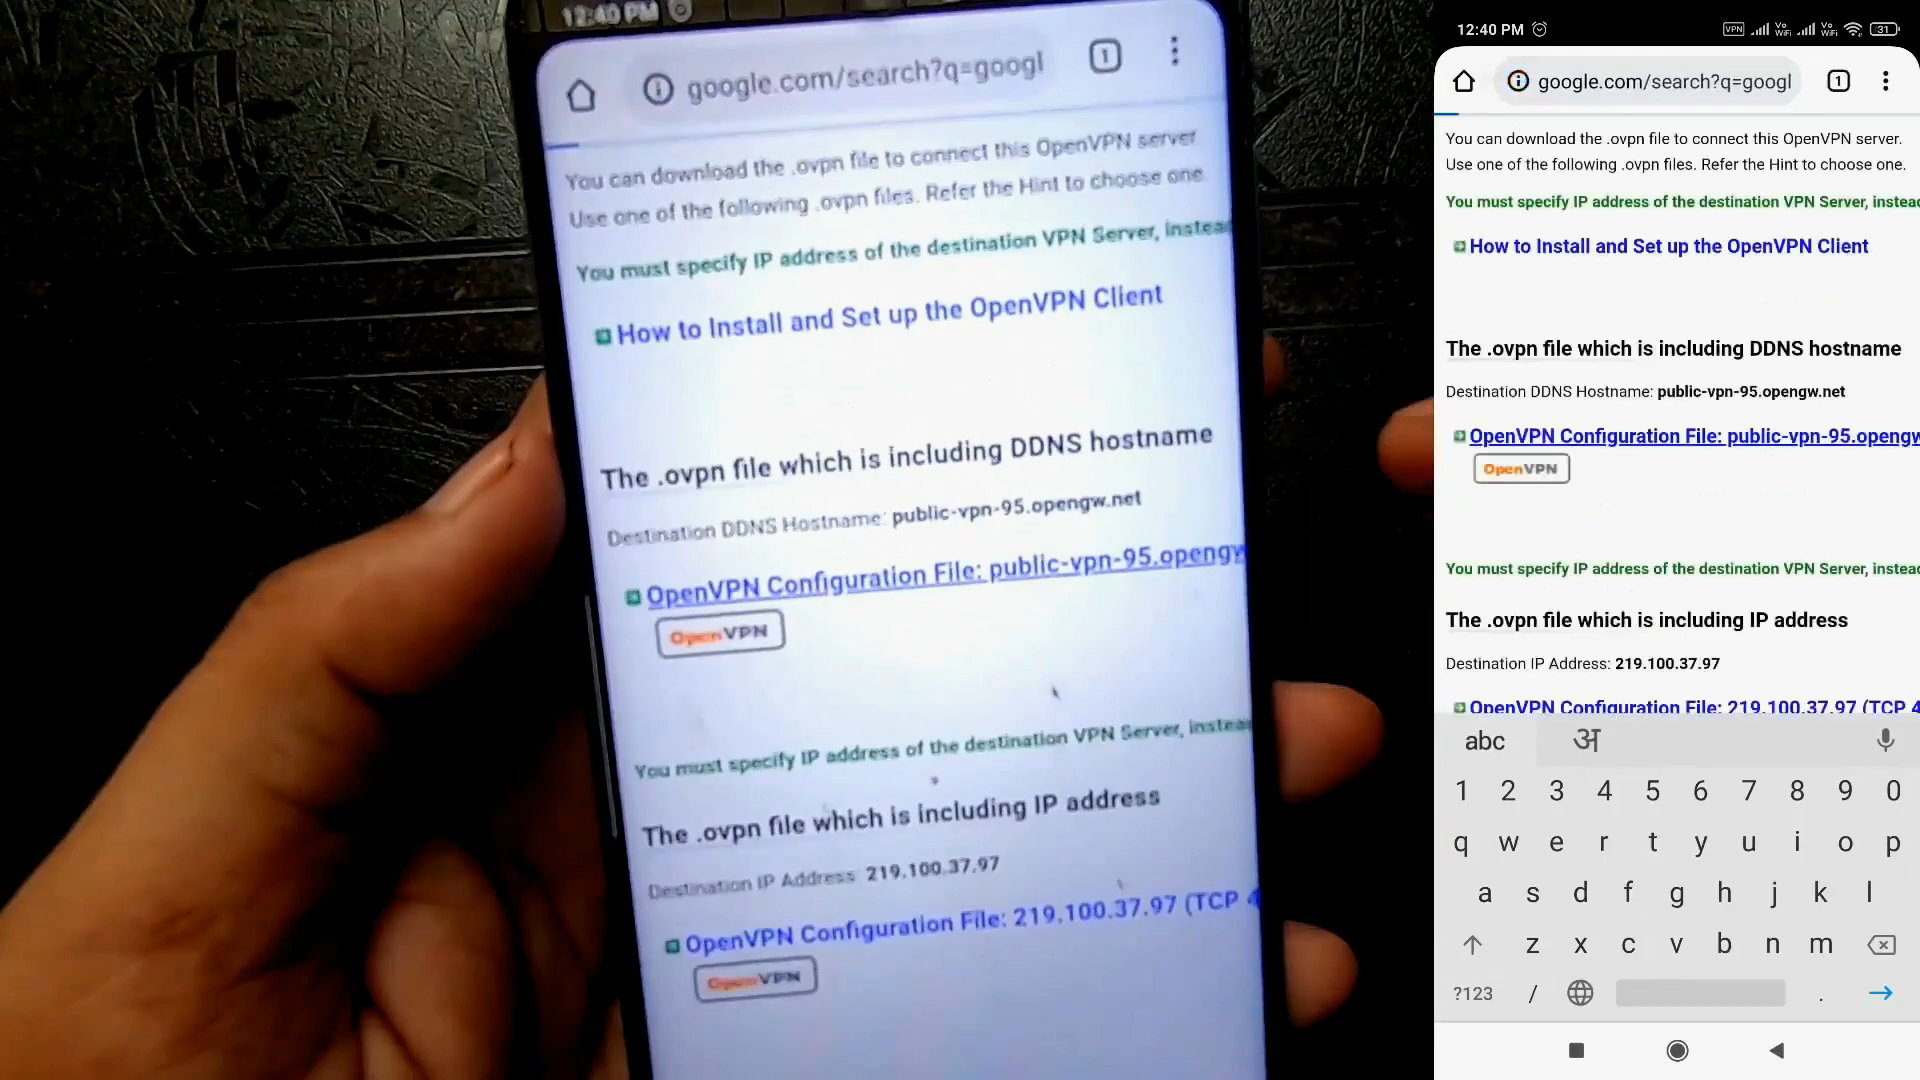 12:40 PM
google.com/search?q=googl
1
You can download the .ovpn file to connect this OpenVPN server
Use one of the following .ovpn files. Refer the Hint to choose one.
You must specify IP address of the destination VPN Server, instead
How to Install and Set up the OpenVPN Client
The .ovpn file which is including DDNS hostname
Destination DDNS Hostname: public-vpn-95.opengw.net
OpenVPN Configuration File: public-vpn-95.opengw
OpenVPN
You must specify IP address of the destination VPN Server, instead
The .ovpn file which is including IP address
Destination IP Address: 219.100.37.97
OpenVPN Configuration File: 219.100.37.97 (TCP 4
OpenVPN
12:40 PM
VPN Vo WiFi Vo WiFi 31
google.com/search?q=googl
1
You can download the .ovpn file to connect this OpenVPN server.
Use one of the following .ovpn files. Refer the Hint to choose one.
You must specify IP address of the destination VPN Server, instead
How to Install and Set up the OpenVPN Client
The .ovpn file which is including DDNS hostname
Destination DDNS Hostname: public-vpn-95.opengw.net
OpenVPN Configuration File: public-vpn-95.opengw
OpenVPN
You must specify IP address of the destination VPN Server, instead
The .ovpn file which is including IP address
Destination IP Address: 219.100.37.97
OpenVPN Configuration File: 219.100.37.97 (TCP 4
abc अ
1 2 3 4 5 6 7 8 9 0
q w e r t y u i o p
a s d f g h j k l
z x c v b n m
?123 / .